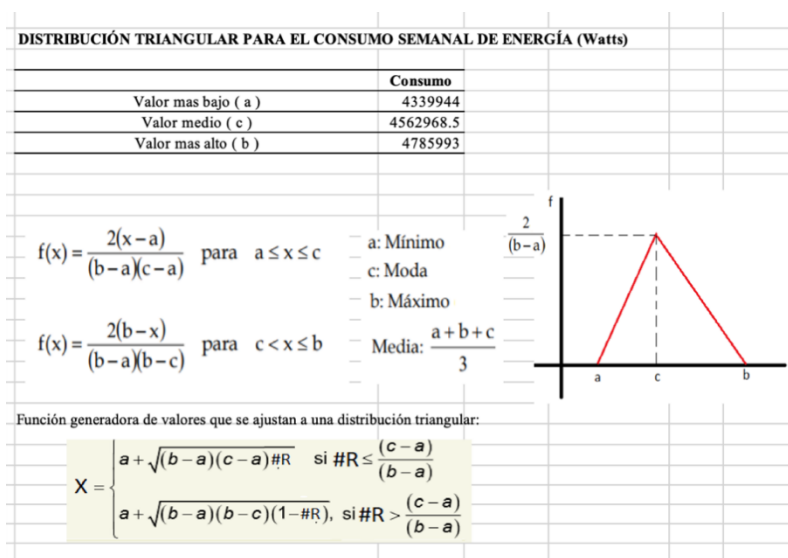 DISTRIBUCIÓN TRIANGULAR PARA EL CONSUMO SEMANAL DE ENERGÍA (Watts)
Consumo
Valor mas bajo ( a ) 4339944
Valor medio ( c ) 4562968.5
Valor mas alto ( b ) 4785993
f(x) = 2(x − a) / (b − a)(c − a) para a ≤ x ≤ c
f(x) = 2(b − x) / (b − a)(b − c) para c < x ≤ b
a: Mínimo
c: Moda
b: Máximo
Media: a + b + c / 3
f
2 / (b − a)
a c b
Función generadora de valores que se ajustan a una distribución triangular:
X = { a + √(b − a)(c − a)#R si #R ≤ (c − a) / (b − a)
a + √(b − a)(b − c)(1 − #R), si #R > (c − a) / (b − a)